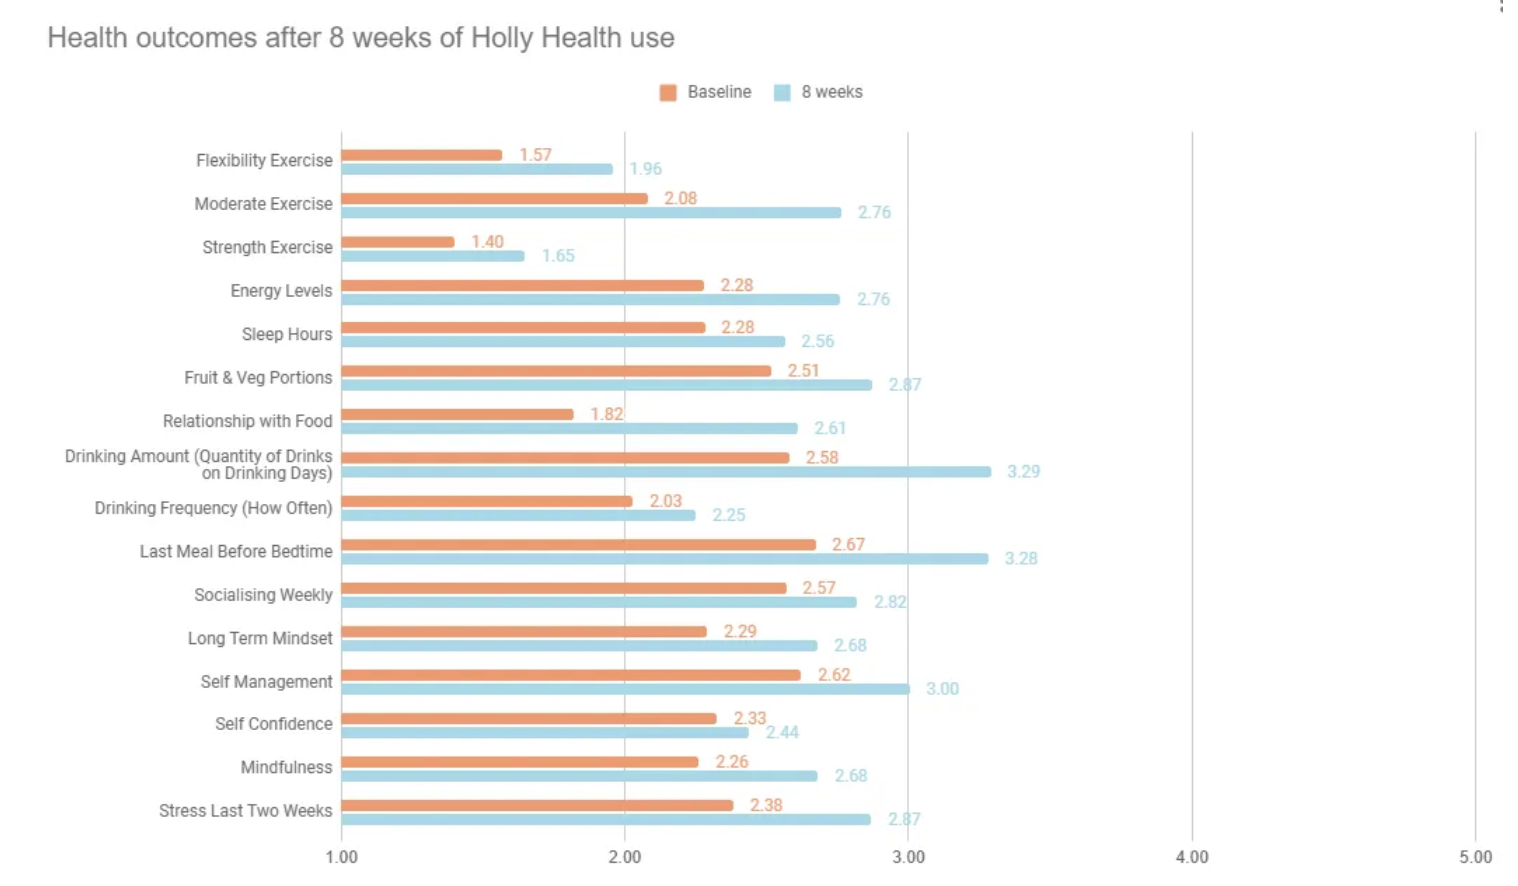 Health outcomes after 8 weeks of Holly Health use
Baseline
8 weeks
Flexibility Exercise
1.57
1.96
Moderate Exercise
2.08
2.76
Strength Exercise
1.40
1.65
Energy Levels
2.28
2.76
Sleep Hours
2.28
2.56
Fruit & Veg Portions
2.51
2.87
Relationship with Food
1.82
2.61
Drinking Amount (Quantity of Drinks
on Drinking Days)
2.58
3.29
Drinking Frequency (How Often)
2.03
2.25
Last Meal Before Bedtime
2.67
3.28
Socialising Weekly
2.57
2.82
Long Term Mindset
2.29
2.68
Self Management
2.62
3.00
Self Confidence
2.33
2.44
Mindfulness
2.26
2.68
Stress Last Two Weeks
2.38
2.87
1.00
2.00
3.00
4.00
5.00